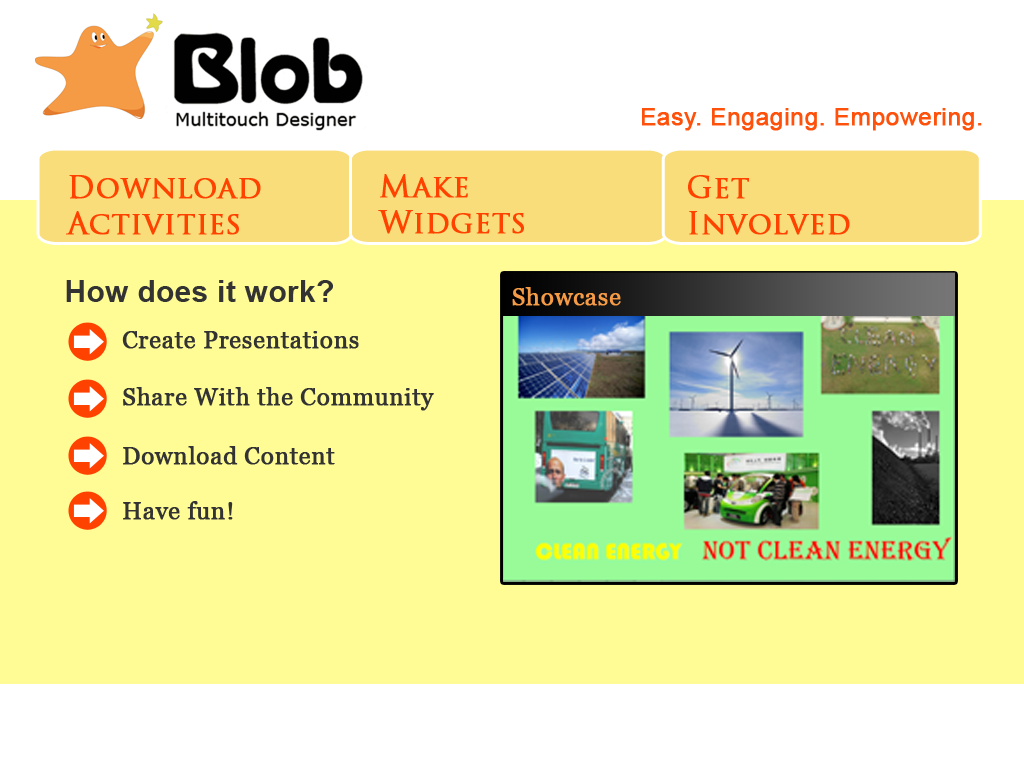 Blob
Multitouch Designer
Easy. Engaging. Empowering.
Download
Activities
Make
Widgets
Get
Involved
How does it work?
Create Presentations
Share With the Community
Download Content
Have fun!
Showcase
CLEAN
ENERGY
CLEAN ENERGY
NOT CLEAN ENERGY